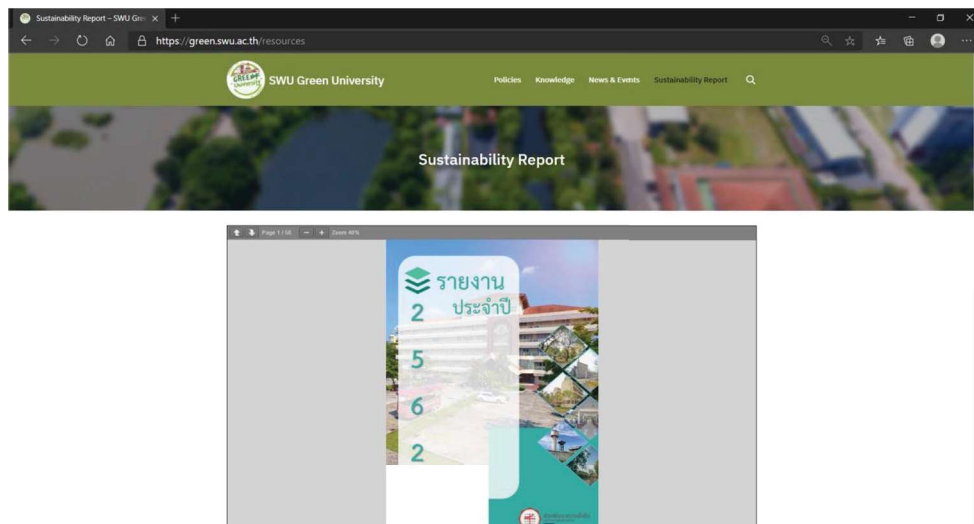 Sustainability Report – SWU Gre
https://green.swu.ac.th/resources
GREEN University
SWU Green University
Policies Knowledge News & Events Sustainability Report
Sustainability Report
Page 1 / 58 Zoom 40%
รายงาน
ประจำปี
2
5
6
2